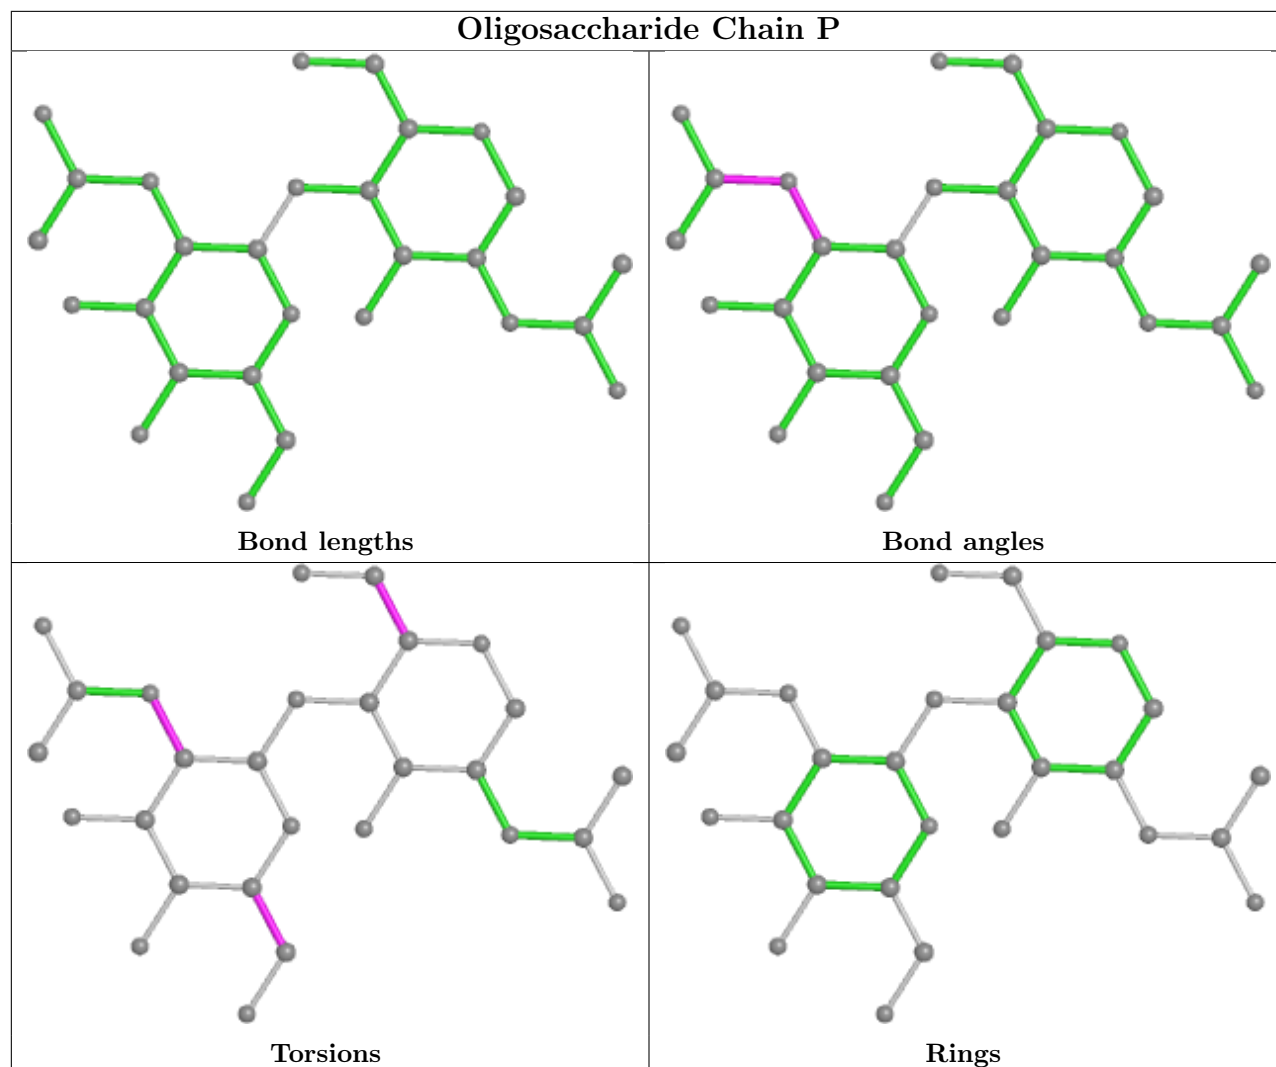 Oligosaccharide Chain P
Bond lengths
Bond angles
Torsions
Rings